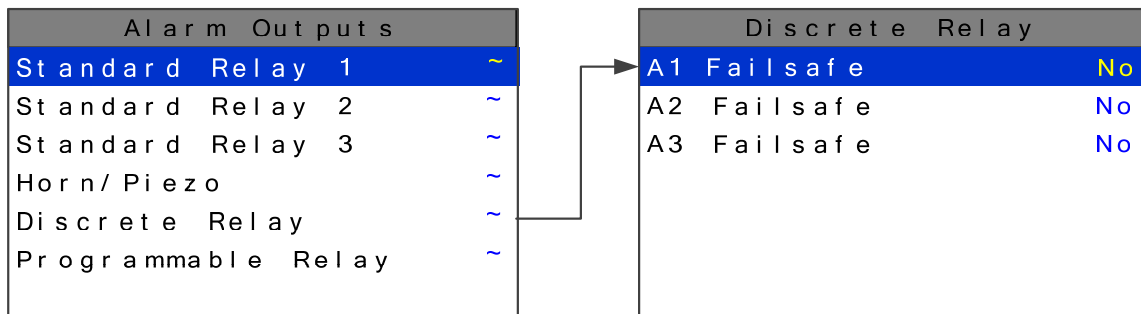 Alarm Outputs
Standard Relay 1 ~
Standard Relay 2 ~
Standard Relay 3 ~
Horn/Piezo ~
Discrete Relay ~
Programmable Relay ~
Discrete Relay
A1 Failsafe No
A2 Failsafe No
A3 Failsafe No